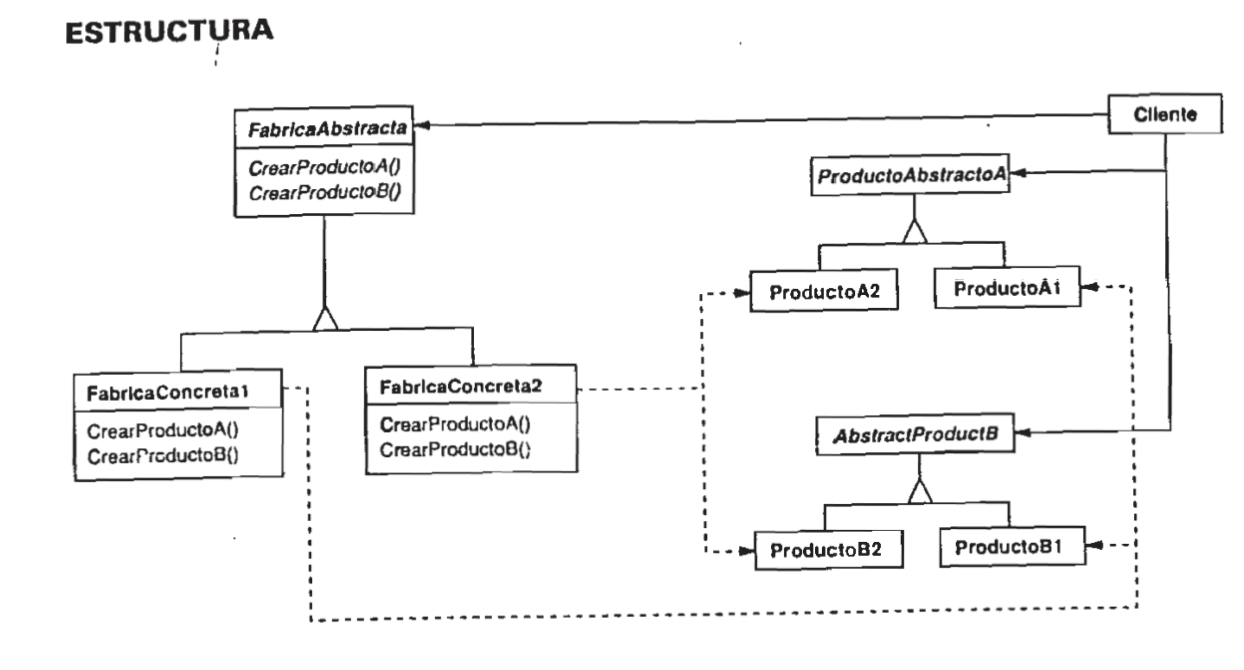 ESTRUCTURA
FabricaAbstracta
CrearProductoA()
CrearProductoB()
Cliente
ProductoAbstractoA
ProductoA2
ProductoA1
FabricaConcreta1
CrearProductoA()
CrearProductoB()
FabricaConcreta2
CrearProductoA()
CrearProductoB()
AbstractProductB
ProductoB2
ProductoB1